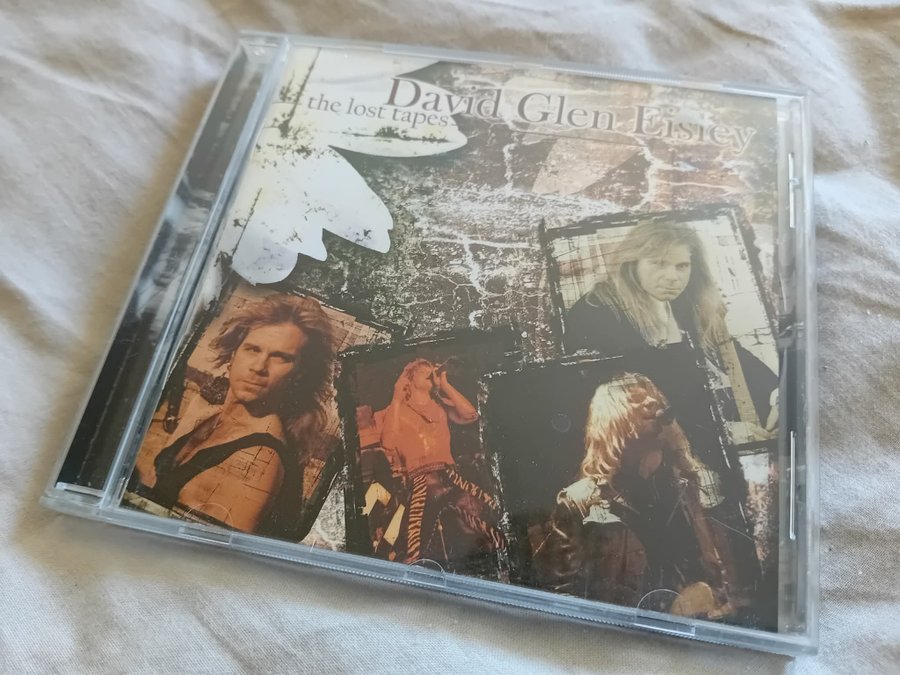 David Glen Eisley
the lost tapes